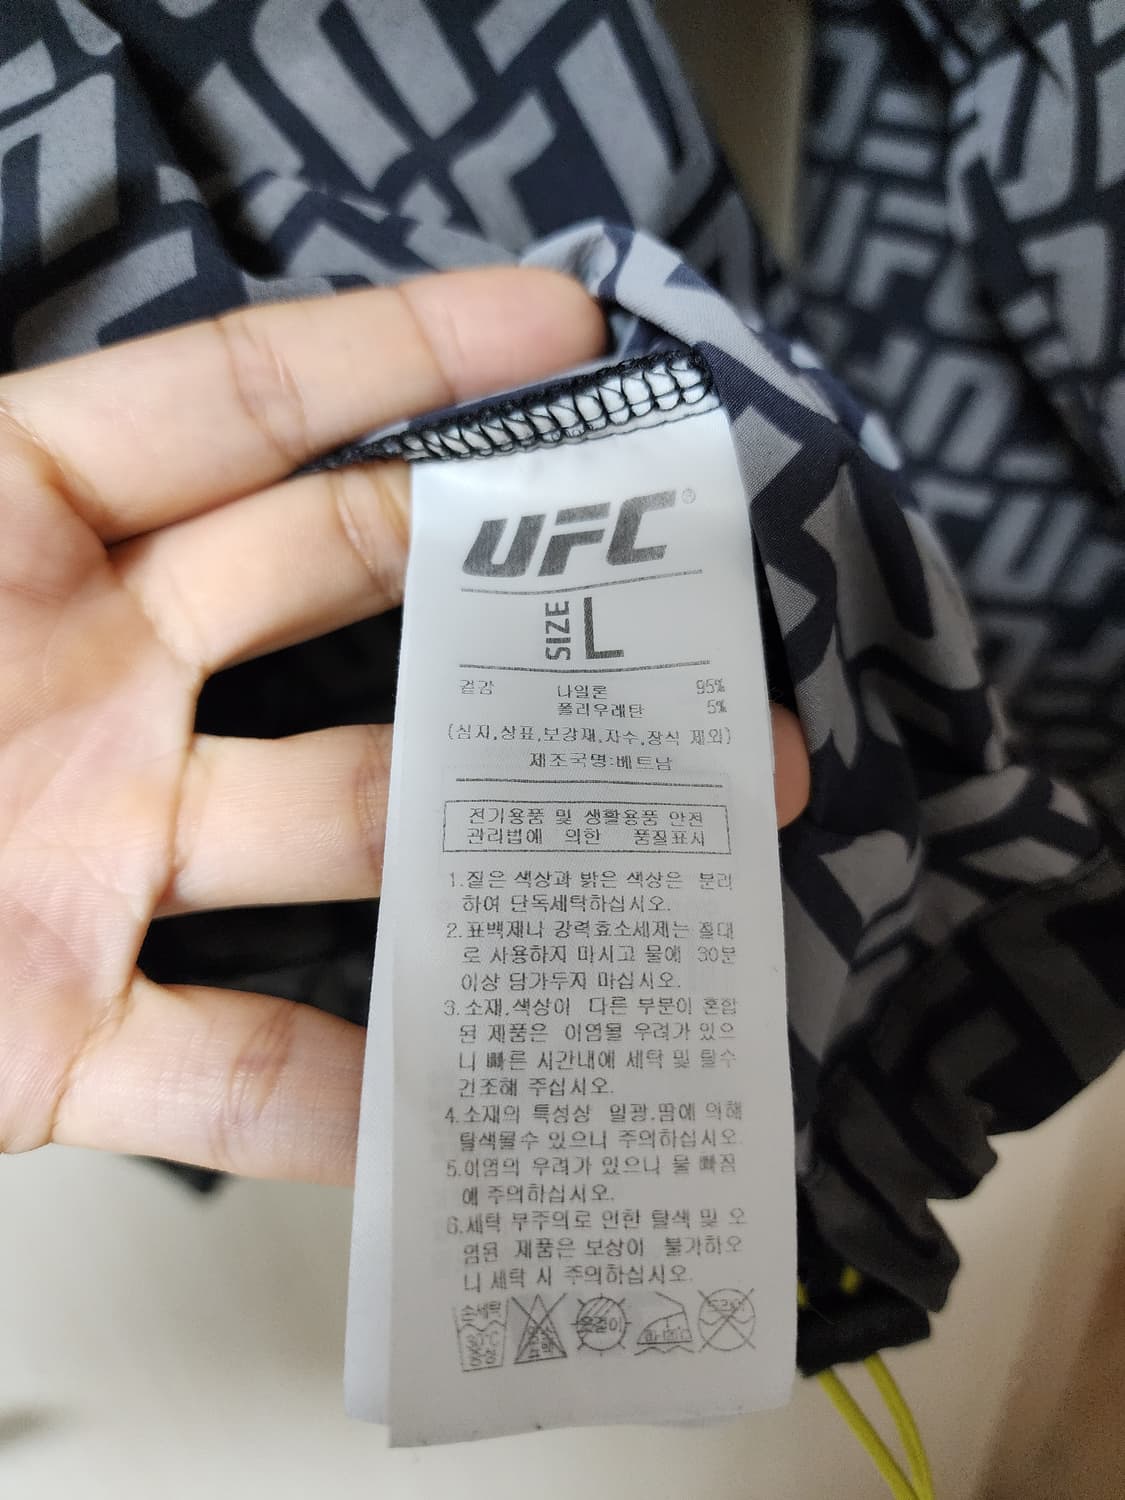 UFC®
SIZE L
겉감 나일론 95%
폴리우레탄 5%
(심지,상표,보강재,자수,장식 제외)
제조국명:베트남
전기용품 및 생활용품 안전
관리법에 의한 품질표시
1.짙은 색상과 밝은 색상은 분리
하여 단독세탁하십시오.
2.표백제나 강력효소세제는 절대
로 사용하지 마시고 물에 30분
이상 담가두지 마십시오.
3.소재,색상이 다른 부분이 혼합
된 제품은 이염될 우려가 있으
니 빠른 시간내에 세탁 및 탈수
건조해 주십시오.
4.소재의 특성상 일광,땀에 의해
탈색될수 있으니 주의하십시오.
5.이염의 우려가 있으니 물 빠짐
에 주의하십시오.
6.세탁 부주의로 인한 탈색 및 오
염된 제품은 보상이 불가하오
니 세탁 시 주의하십시오.
손세탁
30℃
중성
염소
표백
옷걸이